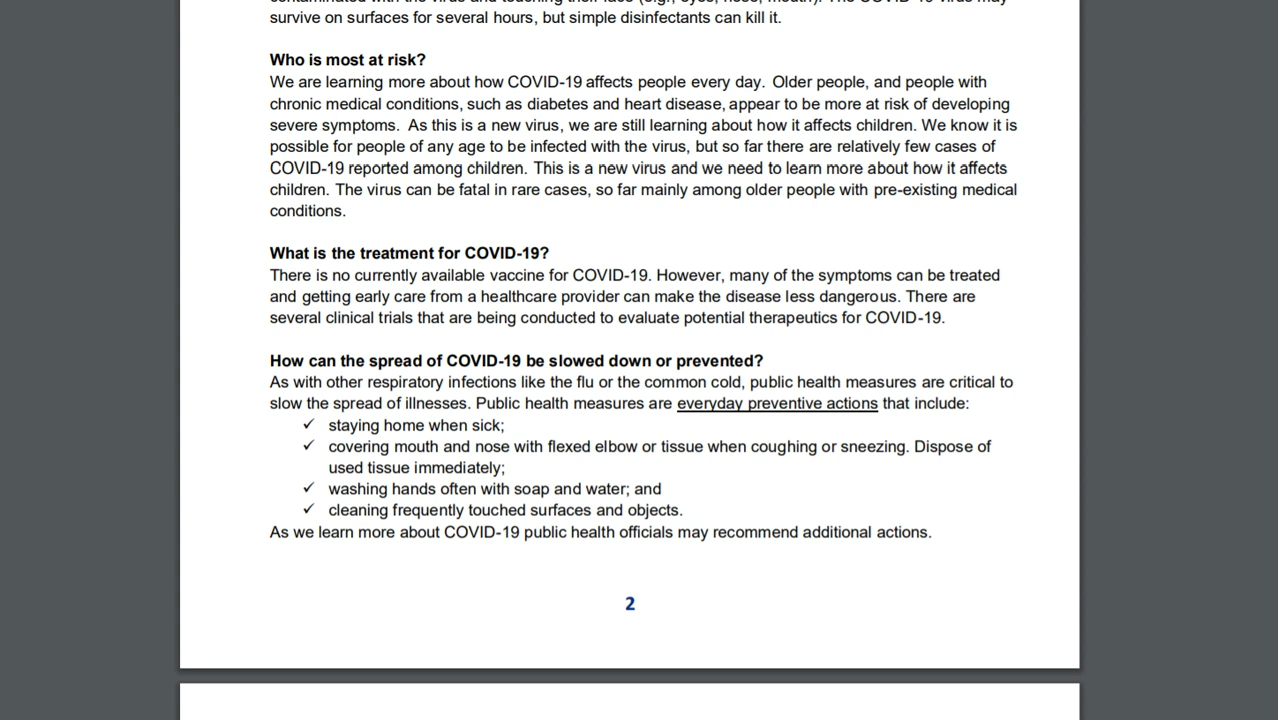 survive on surfaces for several hours, but simple disinfectants can kill it.
Who is most at risk?
We are learning more about how COVID-19 affects people every day. Older people, and people with
chronic medical conditions, such as diabetes and heart disease, appear to be more at risk of developing
severe symptoms. As this is a new virus, we are still learning about how it affects children. We know it is
possible for people of any age to be infected with the virus, but so far there are relatively few cases of
COVID-19 reported among children. This is a new virus and we need to learn more about how it affects
children. The virus can be fatal in rare cases, so far mainly among older people with pre-existing medical
conditions.
What is the treatment for COVID-19?
There is no currently available vaccine for COVID-19. However, many of the symptoms can be treated
and getting early care from a healthcare provider can make the disease less dangerous. There are
several clinical trials that are being conducted to evaluate potential therapeutics for COVID-19.
How can the spread of COVID-19 be slowed down or prevented?
As with other respiratory infections like the flu or the common cold, public health measures are critical to
slow the spread of illnesses. Public health measures are everyday preventive actions that include:
✓ staying home when sick;
✓ covering mouth and nose with flexed elbow or tissue when coughing or sneezing. Dispose of
used tissue immediately;
✓ washing hands often with soap and water; and
✓ cleaning frequently touched surfaces and objects.
As we learn more about COVID-19 public health officials may recommend additional actions.
2